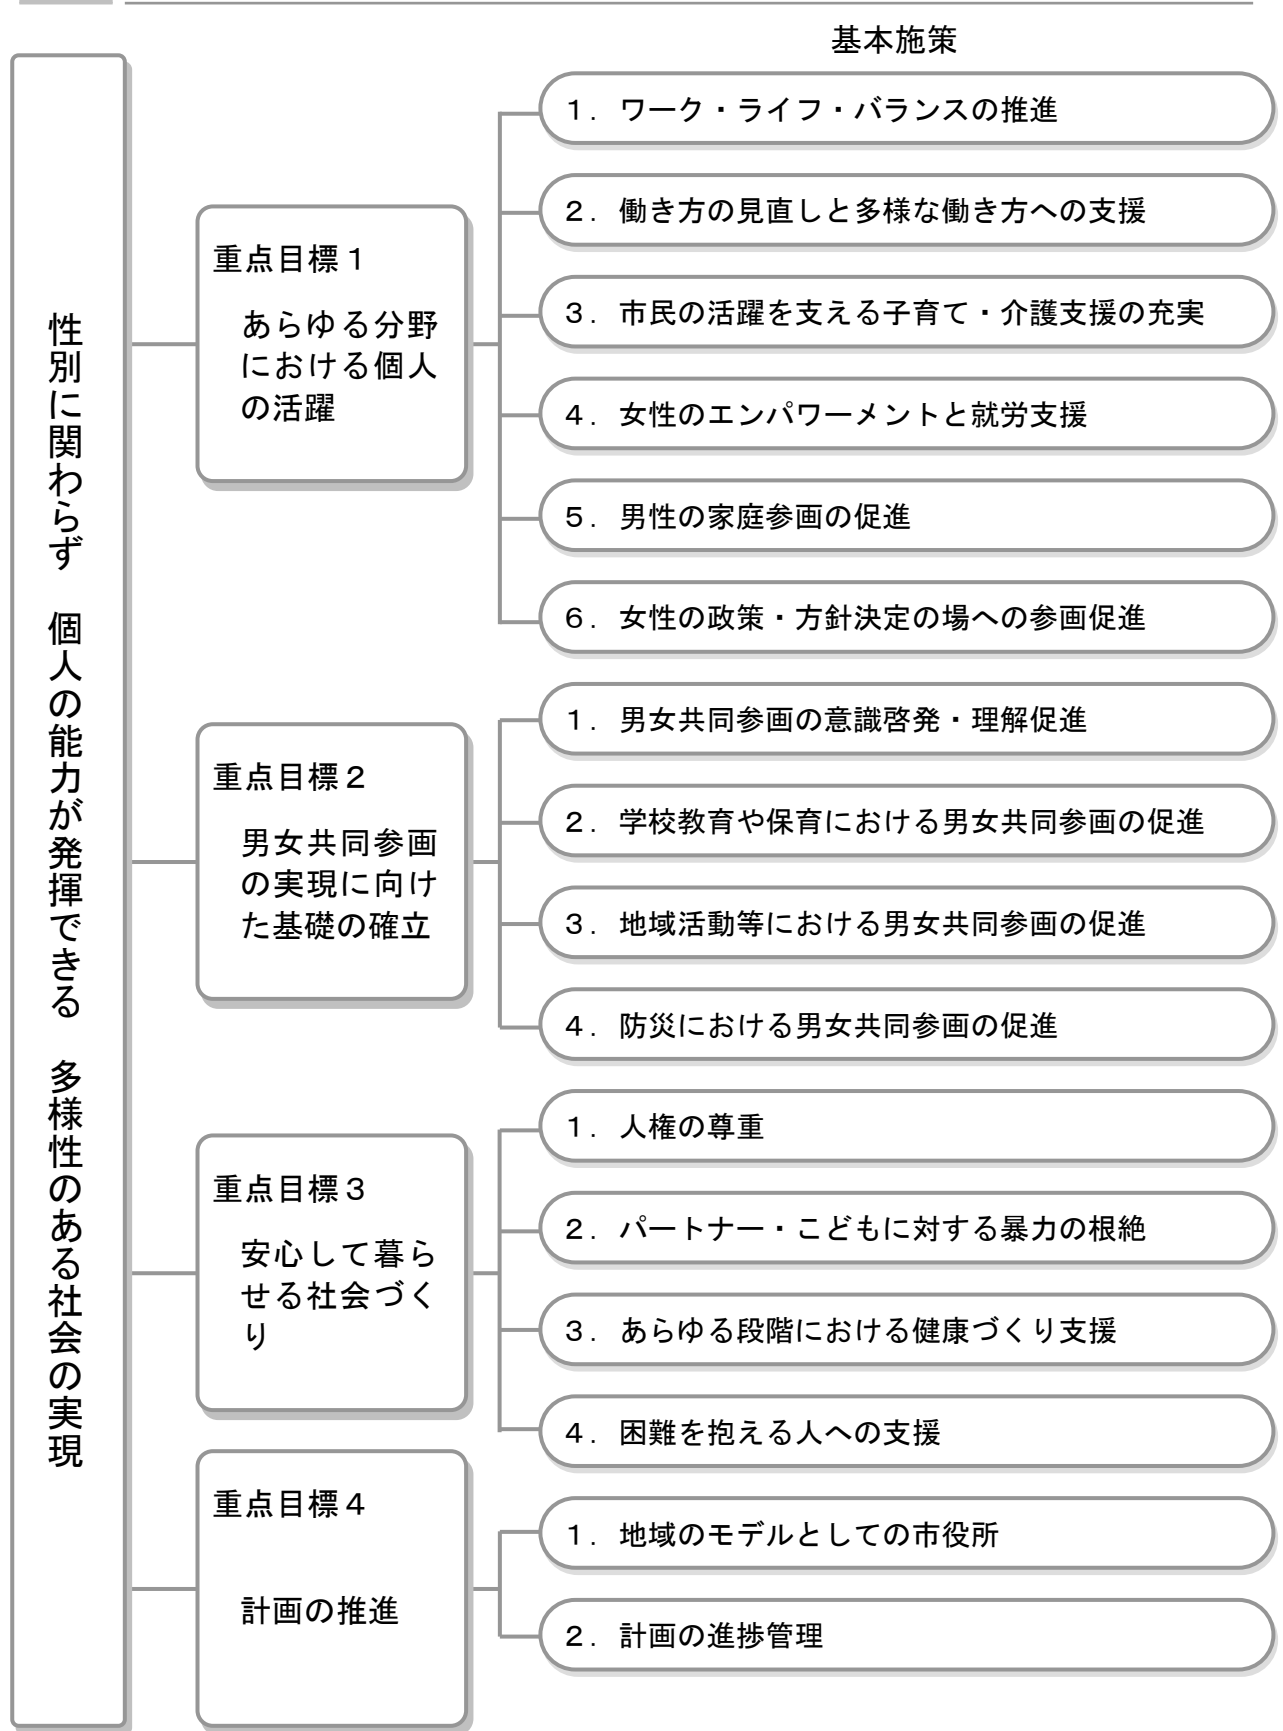 基本施策
性別に関わらず　個人の能力が発揮できる　多様性のある社会の実現
重点目標１
あらゆる分野
における個人
の活躍
１．ワーク・ライフ・バランスの推進
２．働き方の見直しと多様な働き方への支援
３．市民の活躍を支える子育て・介護支援の充実
４．女性のエンパワーメントと就労支援
５．男性の家庭参画の促進
６．女性の政策・方針決定の場への参画促進
重点目標２
男女共同参画
の実現に向け
た基礎の確立
１．男女共同参画の意識啓発・理解促進
２．学校教育や保育における男女共同参画の促進
３．地域活動等における男女共同参画の促進
４．防災における男女共同参画の促進
重点目標３
安心して暮ら
せる社会づく
り
１．人権の尊重
２．パートナー・こどもに対する暴力の根絶
３．あらゆる段階における健康づくり支援
４．困難を抱える人への支援
重点目標４
計画の推進
１．地域のモデルとしての市役所
２．計画の進捗管理